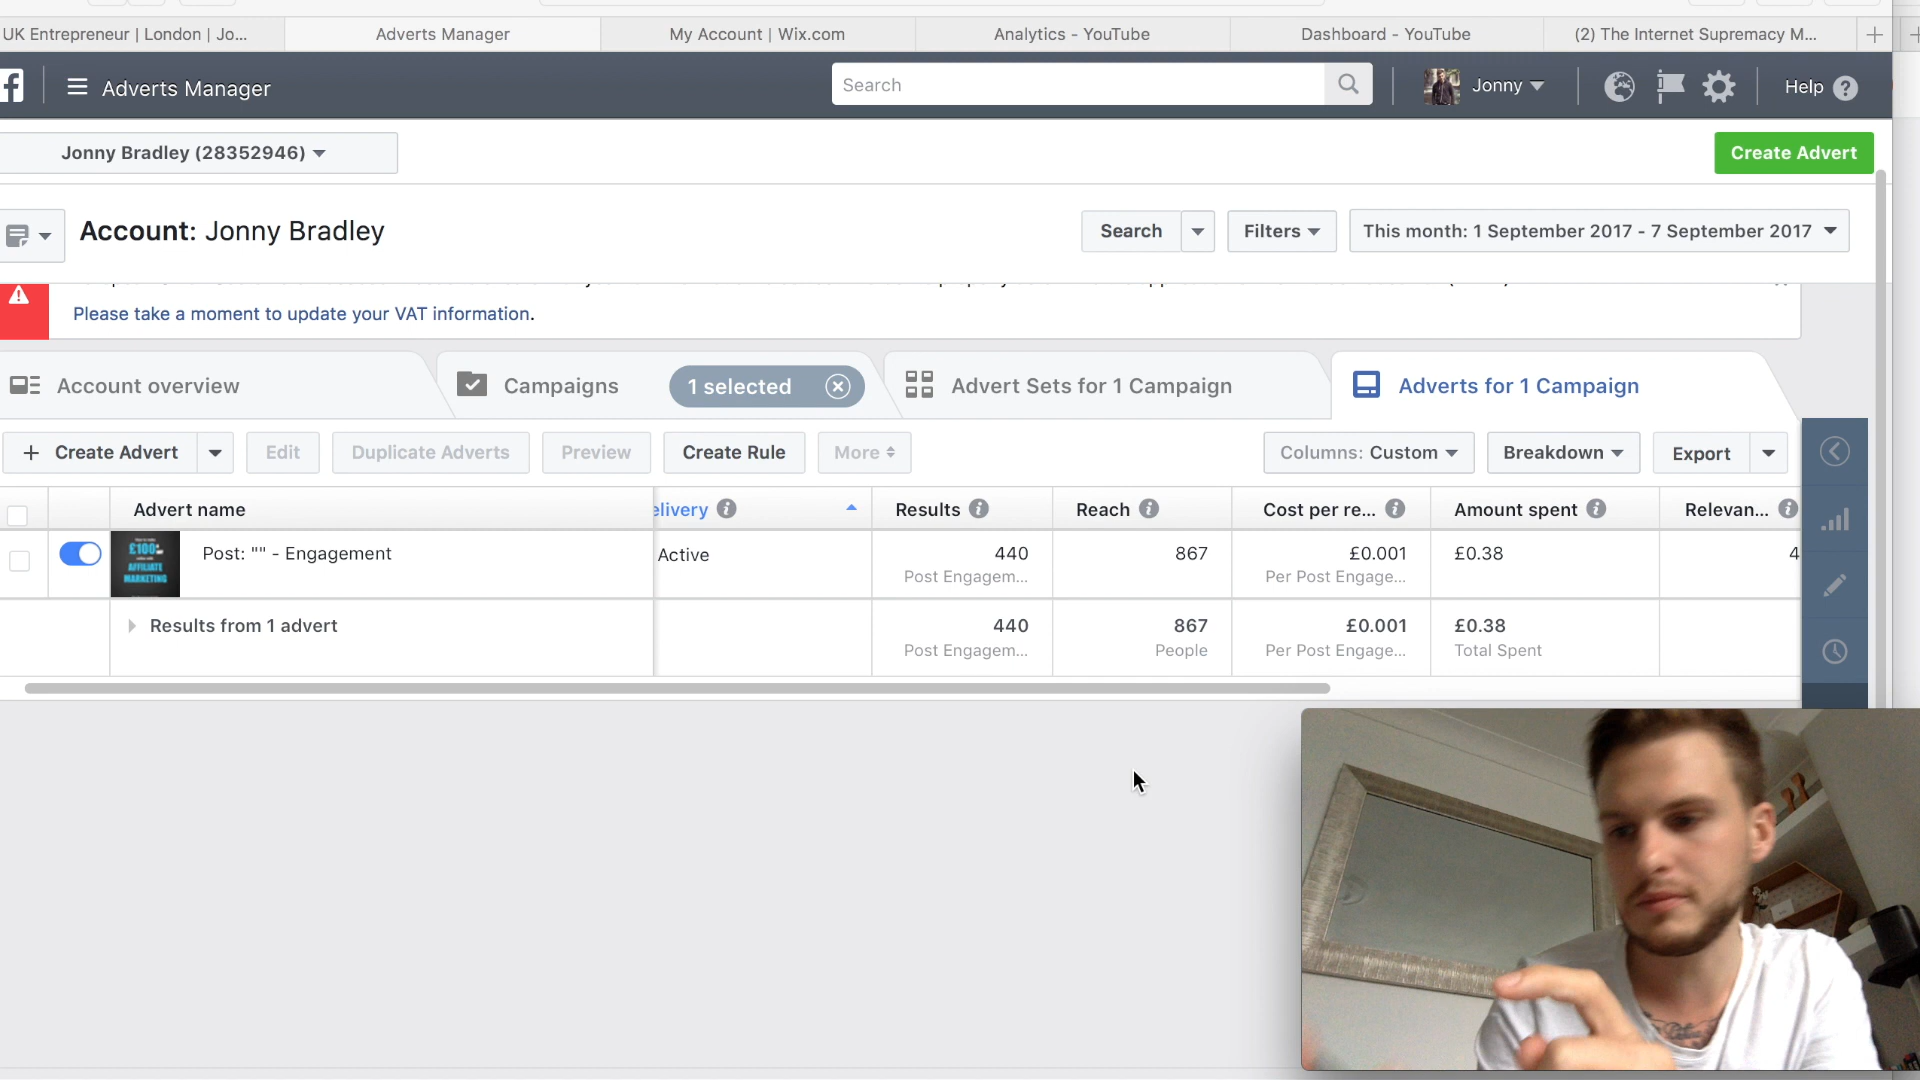 UK Entrepreneur | London | Jo...
Adverts Manager
My Account | Wix.com
Analytics - YouTube
Dashboard - YouTube
(2) The Internet Supremacy M...
Adverts Manager
Search
Jonny
Help
Jonny Bradley (28352946)
Create Advert
Account: Jonny Bradley
Search
Filters
This month: 1 September 2017 - 7 September 2017
Please take a moment to update your VAT information.
Account overview
Campaigns
1 selected
Advert Sets for 1 Campaign
Adverts for 1 Campaign
+ Create Advert
Edit
Duplicate Adverts
Preview
Create Rule
More
Columns: Custom
Breakdown
Export
Advert name
elivery
Results
Reach
Cost per re...
Amount spent
Relevan...
£100
AFFILIATE
MARKETING
Post: "" - Engagement
Active
440
Post Engagem...
867
£0.001
Per Post Engage...
£0.38
4
Results from 1 advert
440
Post Engagem...
867
People
£0.001
Per Post Engage...
£0.38
Total Spent